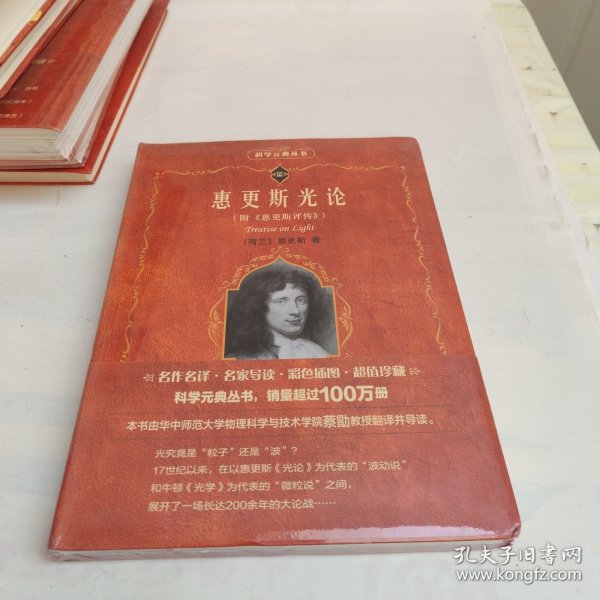 科学元典丛书
惠更斯光论
（附《惠更斯评传》）
Treatise on Light
〔荷兰〕惠更斯 著
名作名译·名家导读·彩色插图·超值珍藏
科学元典丛书，销量超过100万册
本书由华中师范大学物理科学与技术学院蔡勖教授翻译并导读。
光究竟是“粒子”还是“波”？
17世纪以来，在以惠更斯《光论》为代表的“波动说”
和牛顿《光学》为代表的“微粒说”之间，
展开了一场长达200余年的大论战……
孔夫子旧书网
www.kongfz.com